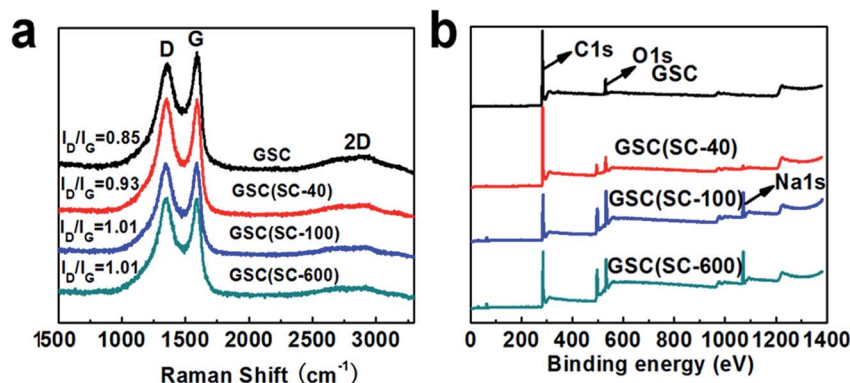 a
D
G
2D
I_D/I_G=0.85
GSC
I_D/I_G=0.93
GSC(SC-40)
I_D/I_G=1.01
GSC(SC-100)
I_D/I_G=1.01
GSC(SC-600)
1500 1000 1500 2000 2500 3000
Raman Shift (cm⁻¹)
b
C1s
O1s
GSC
GSC(SC-40)
Na1s
GSC(SC-100)
GSC(SC-600)
0 200 400 600 800 1000 1200 1400
Binding energy (eV)